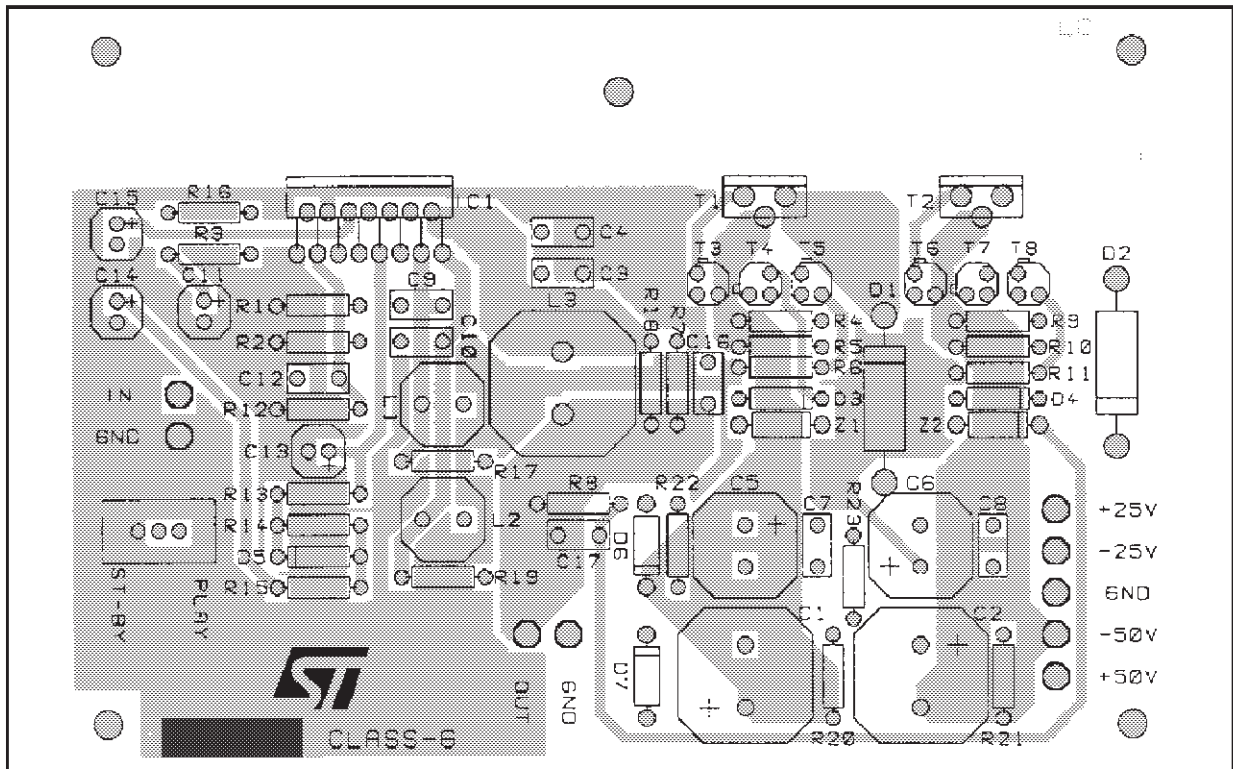 C15
R16
IC1
T1
T2
R3
C4
C14
C11
C9
C3
T3
T4
T5
T6
T7
T8
D2
L3
D1
R1
R18
R7
R4
R9
R2
C10
C16
R5
R10
R6
R11
C12
IN
D3
D4
R12
Z1
Z2
GND
C13
R17
R13
R8
R22
C5
C7
R23
C6
C8
+25V
R14
L2
C17
D6
-25V
D5
R19
GND
R15
ST-BY
PLAY
C1
C2
-50V
D7
+50V
OUT
GND
ST
CLASS-G
R20
R21